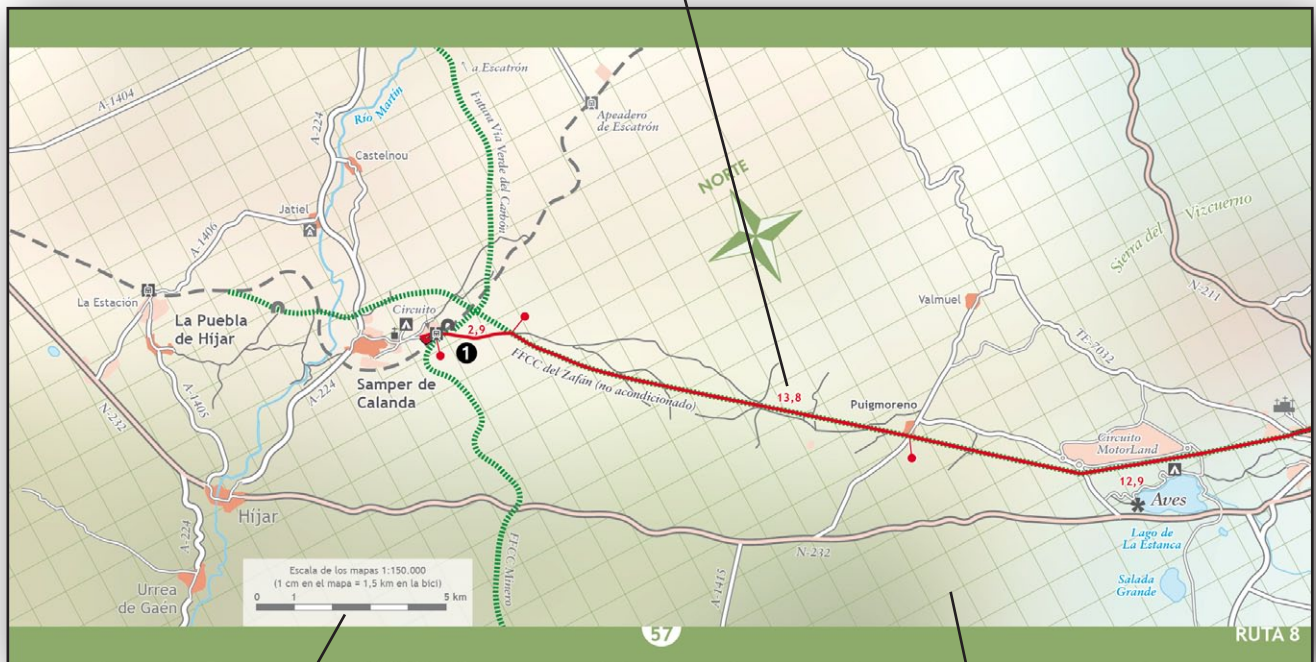 a Escatrón
A-1404
Río Martín
A-224
Futura Vía Verde del Carbón
Apeadero
de Escatrón
Castelnou
NORTE
Sierra del Vizcuerno
Jatiel
A-1406
N-211
La Estación
Circuito
Valmuel
La Puebla
de Híjar
2,9
1
TE-7032
FFCC del Zafán (no acondicionado)
Samper de
Calanda
A-224
A-1405
13,8
Puigmoreno
N-232
Circuito
MotorLand
12,9
Aves
Híjar
A-224
N-232
Lago de
La Estanca
FFCC Minero
A-1415
Salada
Grande
Urrea
de Gaén
Escala de los mapas 1:150.000
(1 cm en el mapa = 1,5 km en la bici)
0 1 5 km
57
RUTA 8